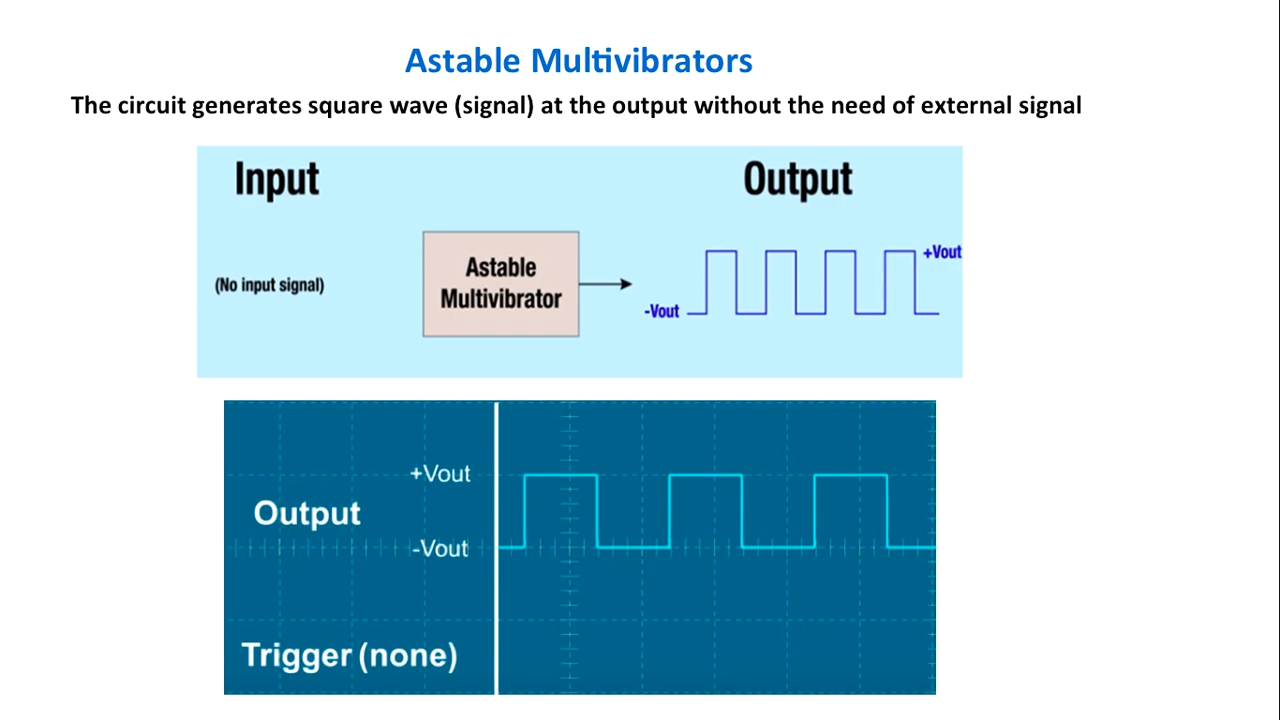 Astable Multivibrators
The circuit generates square wave (signal) at the output without the need of external signal
Input
Output
(No input signal)
Astable
Multivibrator
+Vout
-Vout
+Vout
Output
-Vout
Trigger (none)